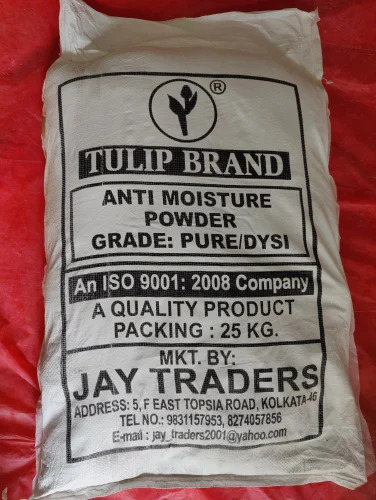 ®
TULIP BRAND
ANTI MOISTURE
POWDER
GRADE: PURE/DYSI
An ISO 9001: 2008 Company
A QUALITY PRODUCT
PACKING : 25 KG.
MKT. BY:
JAY TRADERS
ADDRESS: 5, F EAST TOPSIA ROAD, KOLKATA-46
TEL NO.: 9831157953, 8274057856
E-mail : jay_traders2001@yahoo.com